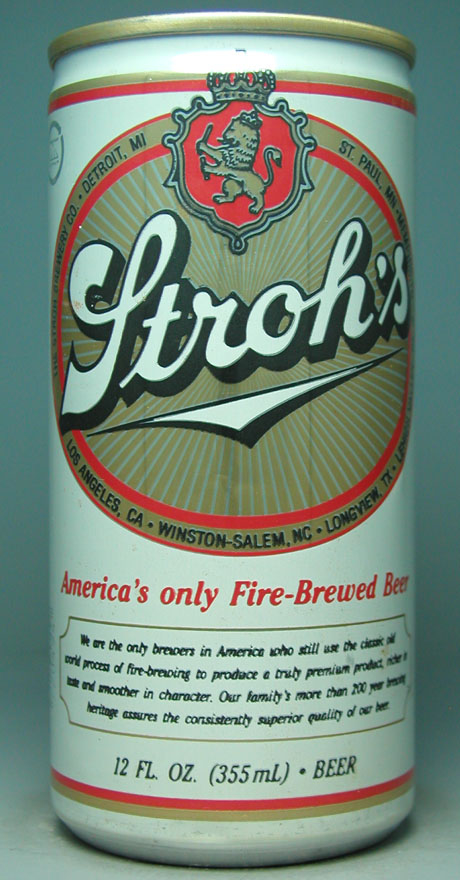 THE STROH BREWERY CO. • DETROIT, MI
ST. PAUL, MN •
Stroh's
LOS ANGELES, CA • WINSTON-SALEM, NC • LONGVIEW, TX •
America's only Fire-Brewed Beer
We are the only brewers in America who still use the classic old
world process of fire-brewing to produce a truly premium product, richer in
taste and smoother in character. Our family's more than 200 year brewing
heritage assures the consistently superior quality of our beer.
12 FL. OZ. (355mL) • BEER